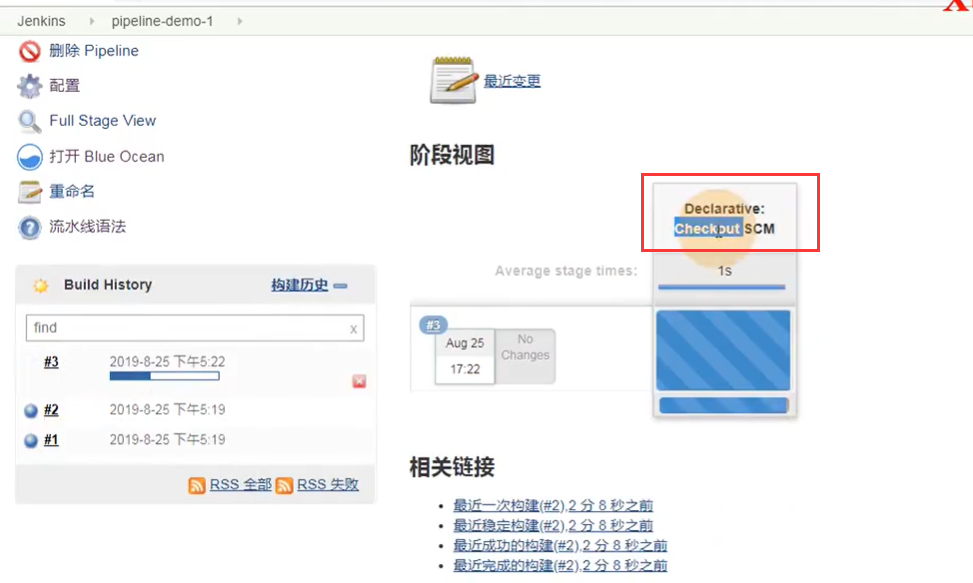 Jenkins
pipeline-demo-1
删除 Pipeline
配置
Full Stage View
打开 Blue Ocean
重命名
流水线语法
Build History
构建历史
find
x
#3
2019-8-25 下午5:22
#2
2019-8-25 下午5:19
#1
2019-8-25 下午5:19
RSS 全部
RSS 失败
最近变更
阶段视图
Declarative:
Checkout SCM
Average stage times:
1s
#3
Aug 25
17:22
No
Changes
相关链接
最近一次构建(#2),2 分 8 秒之前
最近稳定构建(#2),2 分 8 秒之前
最近成功的构建(#2),2 分 8 秒之前
最近完成的构建(#2),2 分 8 秒之前